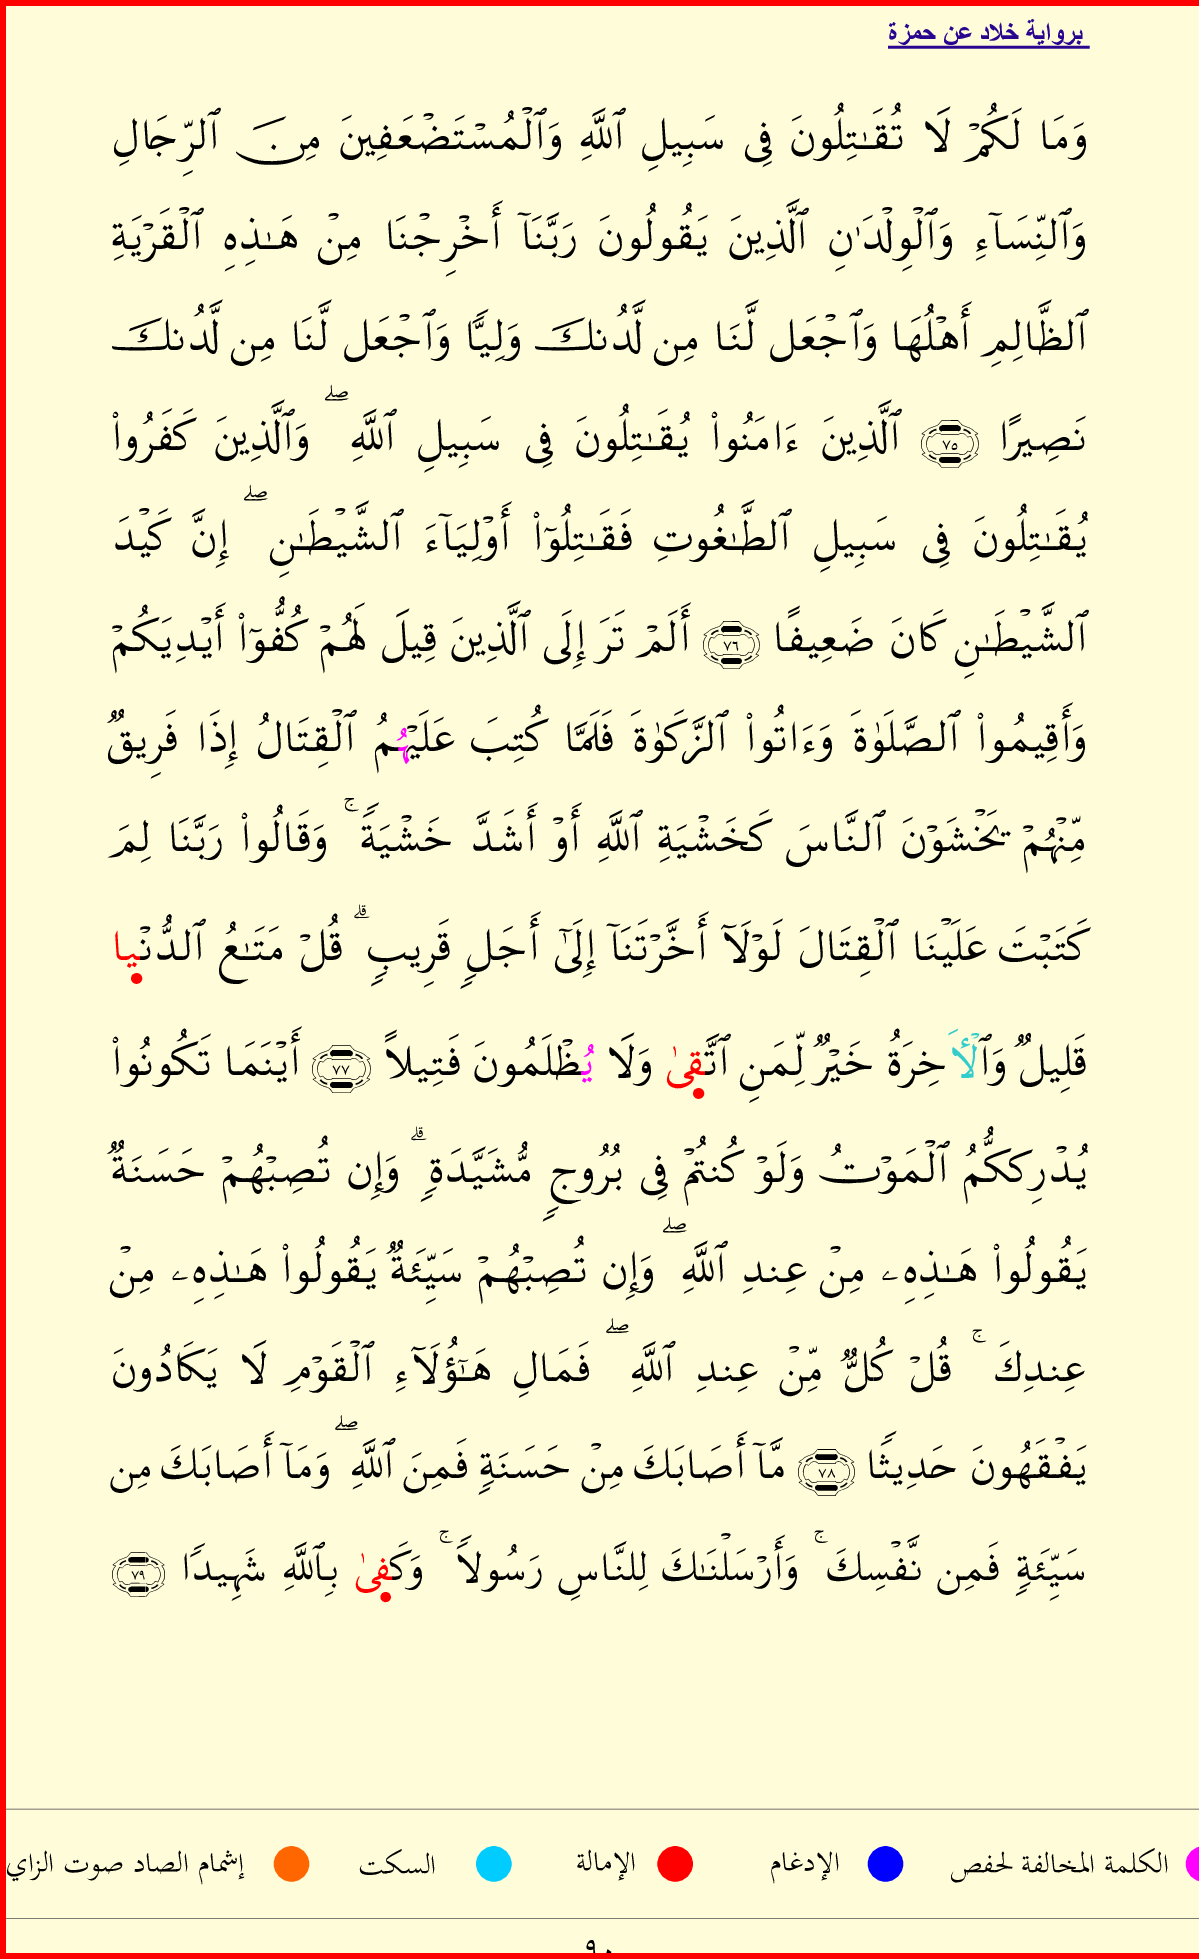 برواية خلاد عن حمزة
وَمَا لَكُمۡ لَا تُقَٰتِلُونَ فِي سَبِيلِ ٱللَّهِ وَٱلۡمُسۡتَضۡعَفِينَ مِنَ ٱلرِّجَالِ
وَٱلنِّسَآءِ وَٱلۡوِلۡدَٰنِ ٱلَّذِينَ يَقُولُونَ رَبَّنَآ أَخۡرِجۡنَا مِنۡ هَٰذِهِ ٱلۡقَرۡيَةِ
ٱلظَّالِمِ أَهۡلُهَا وَٱجۡعَل لَّنَا مِن لَّدُنكَ وَلِيّٗا وَٱجۡعَل لَّنَا مِن لَّدُنكَ
نَصِيرًا ٧٥ ٱلَّذِينَ ءَامَنُواْ يُقَٰتِلُونَ فِي سَبِيلِ ٱللَّهِۖ وَٱلَّذِينَ كَفَرُواْ
يُقَٰتِلُونَ فِي سَبِيلِ ٱلطَّٰغُوتِ فَقَٰتِلُوٓاْ أَوۡلِيَآءَ ٱلشَّيۡطَٰنِۖ إِنَّ كَيۡدَ
ٱلشَّيۡطَٰنِ كَانَ ضَعِيفًا ٧٦ أَلَمۡ تَرَ إِلَى ٱلَّذِينَ قِيلَ لَهُمۡ كُفُّوٓاْ أَيۡدِيَكُمۡ
وَأَقِيمُواْ ٱلصَّلَوٰةَ وَءَاتُواْ ٱلزَّكَوٰةَ فَلَمَّا كُتِبَ عَلَيۡهُمُ ٱلۡقِتَالُ إِذَا فَرِيقٞ
مِّنۡهُمۡ يَخۡشَوۡنَ ٱلنَّاسَ كَخَشۡيَةِ ٱللَّهِ أَوۡ أَشَدَّ خَشۡيَةٗۚ وَقَالُواْ رَبَّنَا لِمَ
كَتَبۡتَ عَلَيۡنَا ٱلۡقِتَالَ لَوۡلَآ أَخَّرۡتَنَآ إِلَىٰٓ أَجَلٖ قَرِيبٖۗ قُلۡ مَتَٰعُ ٱلدُّنۡيا
قَلِيلٞ وَٱلۡأَخِرَةُ خَيۡرٞ لِّمَنِ ٱتَّقىٰ وَلَا يُظۡلَمُونَ فَتِيلاً ٧٧ أَيۡنَمَا تَكُونُواْ
يُدۡرِككُّمُ ٱلۡمَوۡتُ وَلَوۡ كُنتُمۡ فِي بُرُوجٖ مُّشَيَّدَةٖۗ وَإِن تُصِبۡهُمۡ حَسَنَةٞ
يَقُولُواْ هَٰذِهِۦ مِنۡ عِندِ ٱللَّهِۖ وَإِن تُصِبۡهُمۡ سَيِّئَةٞ يَقُولُواْ هَٰذِهِۦ مِنۡ
عِندِكَۚ قُلۡ كُلّٞ مِّنۡ عِندِ ٱللَّهِۖ فَمَالِ هَٰٓؤُلَآءِ ٱلۡقَوۡمِ لَا يَكَادُونَ
يَفۡقَهُونَ حَدِيثٗا ٧٨ مَّآ أَصَابَكَ مِنۡ حَسَنَةٖ فَمِنَ ٱللَّهِۖ وَمَآ أَصَابَكَ مِن
سَيِّئَةٖ فَمِن نَّفۡسِكَۚ وَأَرۡسَلۡنَٰكَ لِلنَّاسِ رَسُولاٗۚ وَكَفىٰ بِٱللَّهِ شَهِيدٗا ٧٩
الكلمة المخالفة لحفص الإدغام الإمالة السكت إشمام الصاد صوت الزاي
٩٠